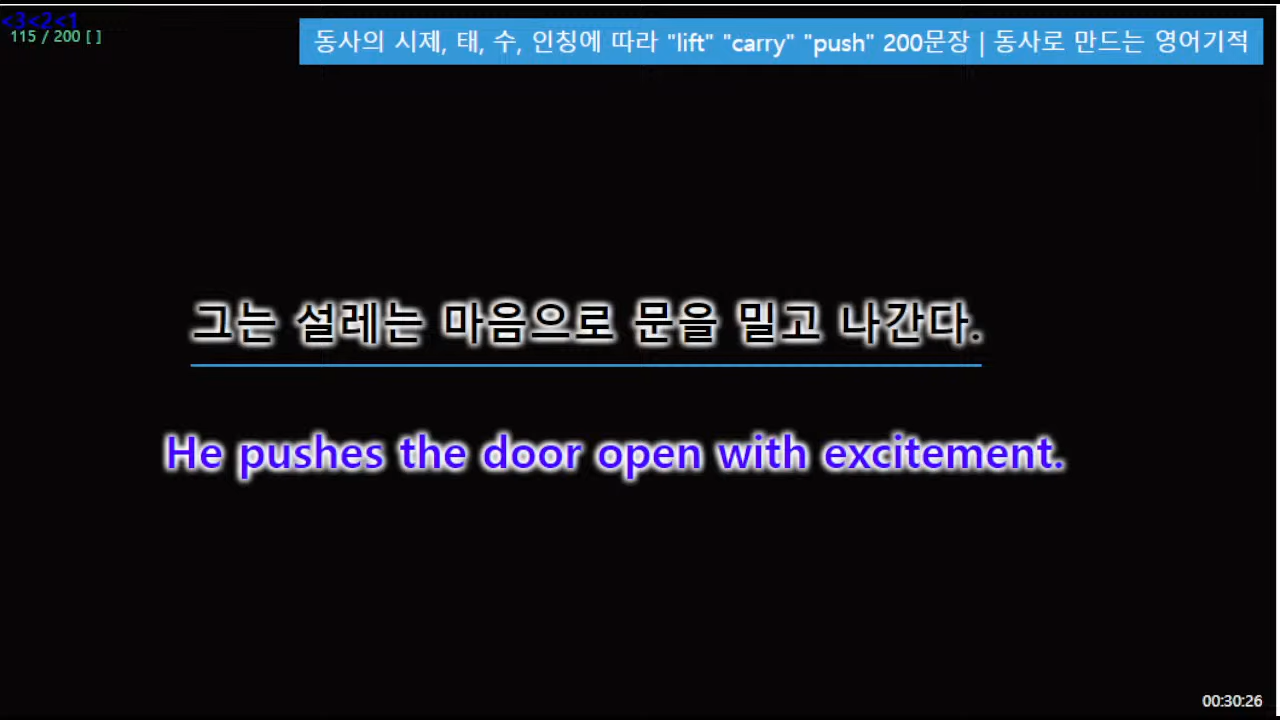 <3<2<1
115 / 200 [ ]
동사의 시제, 태, 수, 인칭에 따라 "lift" "carry" "push" 200문장 | 동사로 만드는 영어기적
그는 설레는 마음으로 문을 밀고 나간다.
He pushes the door open with excitement.
00:30:26